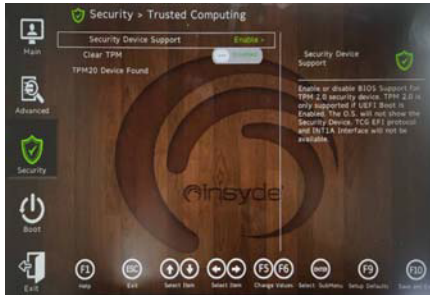 Security > Trusted Computing
Main
Security Device Support Enable >
Clear TPM
TPM20 Device Found
Security Device
Support
Enable or disable BIOS Support for
TPM 2.0 security device. TPM 2.0 is
only supported if UEFI Boot is
Enabled. The O.S. will not show the
Security Device. TCG EFI protocol
and INT1A Interface will not be
available.
Advanced
Security
insyde
Boot
Exit
F1 ESC F5 F6 ENTER F9 F10
Help Exit Select Item Select Item Change Values Select SubMenu Setup Defaults Save and Exit